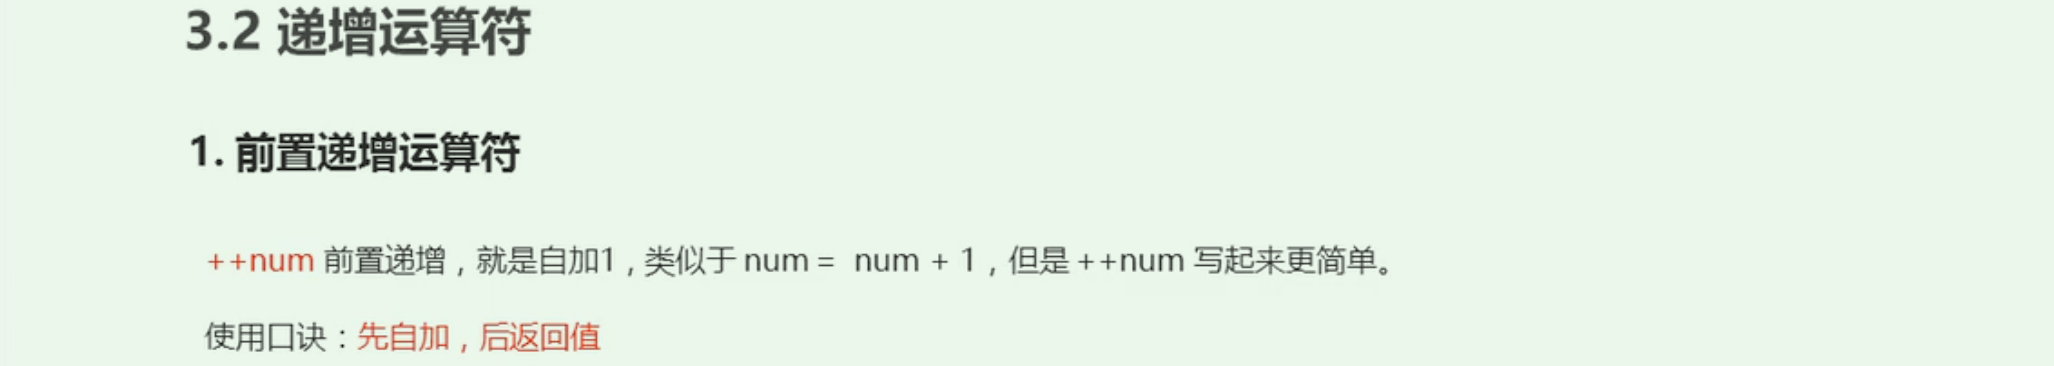 3.2 递增运算符
1. 前置递增运算符
++num 前置递增，就是自加1，类似于 num =  num + 1，但是 ++num 写起来更简单。
使用口诀：先自加，后返回值